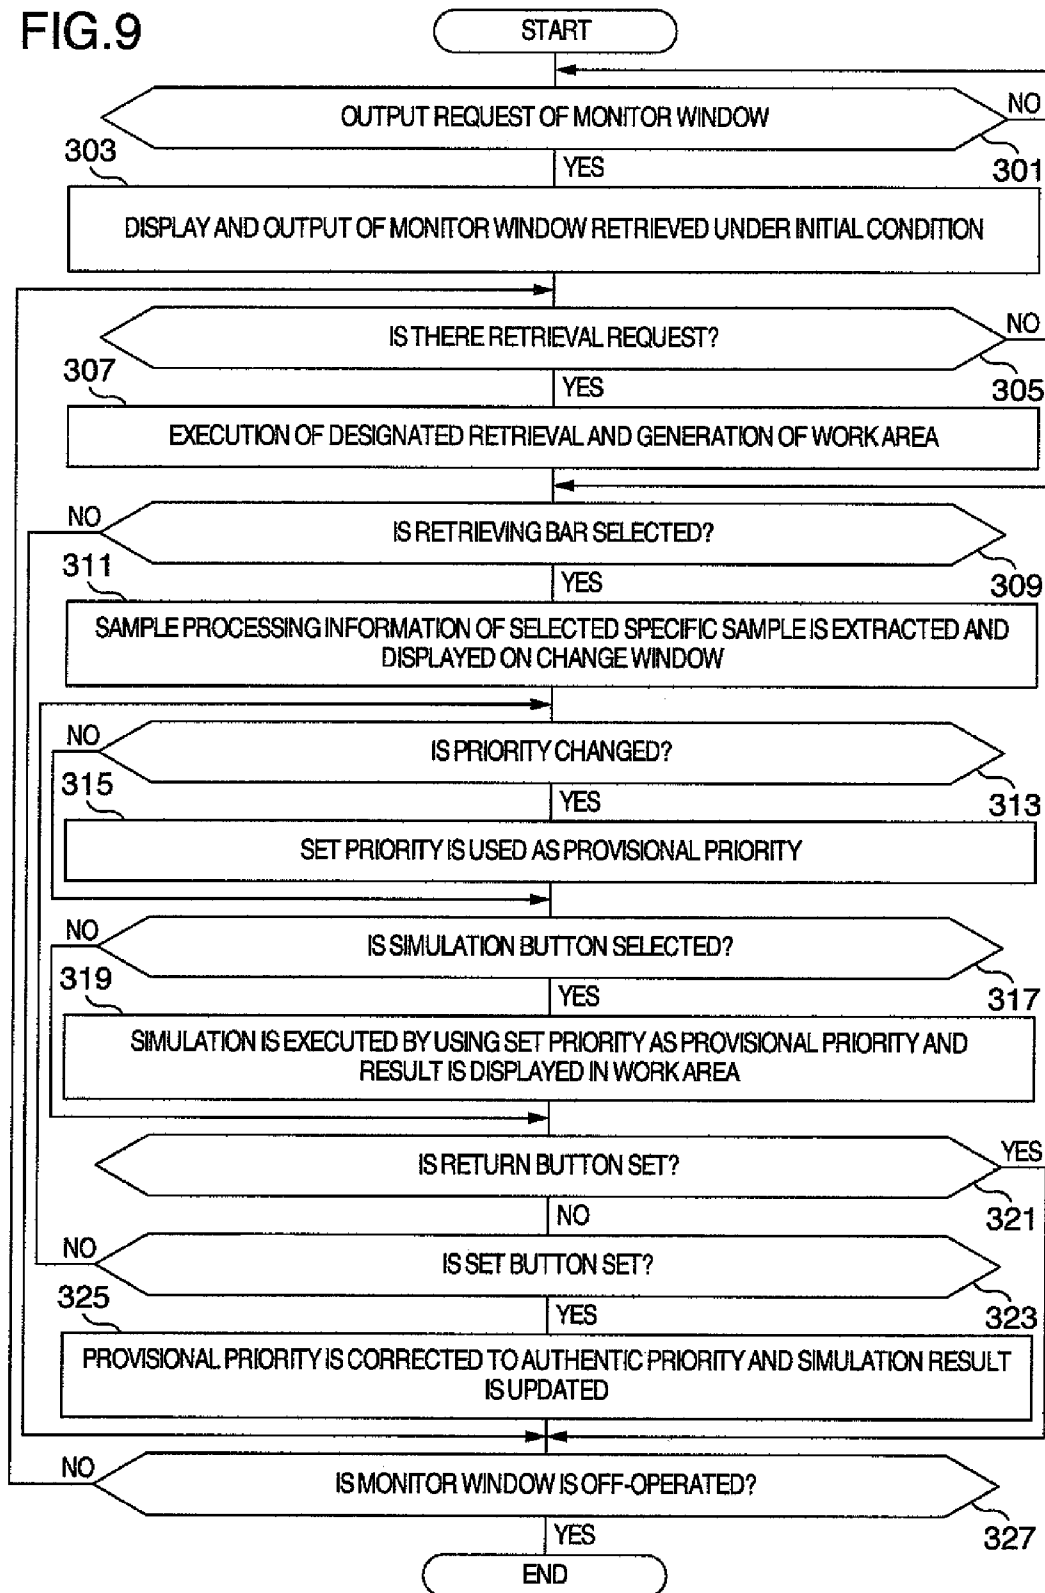 FIG.9
START
OUTPUT REQUEST OF MONITOR WINDOW
NO
301
YES
303
DISPLAY AND OUTPUT OF MONITOR WINDOW RETRIEVED UNDER INITIAL CONDITION
IS THERE RETRIEVAL REQUEST?
NO
305
YES
307
EXECUTION OF DESIGNATED RETRIEVAL AND GENERATION OF WORK AREA
NO
IS RETRIEVING BAR SELECTED?
309
YES
311
SAMPLE PROCESSING INFORMATION OF SELECTED SPECIFIC SAMPLE IS EXTRACTED AND
DISPLAYED ON CHANGE WINDOW
NO
IS PRIORITY CHANGED?
313
YES
315
SET PRIORITY IS USED AS PROVISIONAL PRIORITY
NO
IS SIMULATION BUTTON SELECTED?
317
YES
319
SIMULATION IS EXECUTED BY USING SET PRIORITY AS PROVISIONAL PRIORITY AND
RESULT IS DISPLAYED IN WORK AREA
IS RETURN BUTTON SET?
YES
321
NO
NO
IS SET BUTTON SET?
323
YES
325
PROVISIONAL PRIORITY IS CORRECTED TO AUTHENTIC PRIORITY AND SIMULATION RESULT
IS UPDATED
NO
IS MONITOR WINDOW IS OFF-OPERATED?
327
YES
END